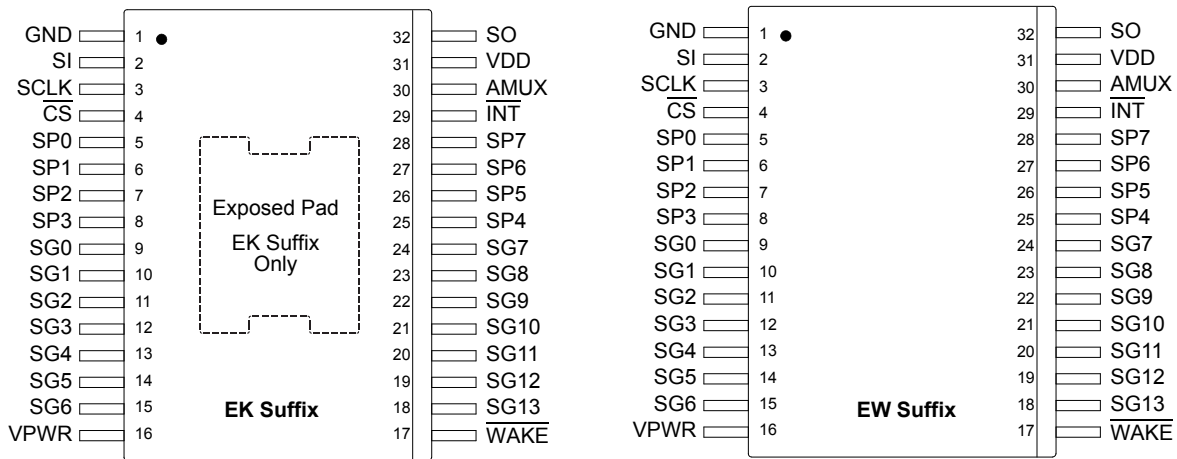 GND 1 32 SO
SI 2 31 VDD
SCLK 3 30 AMUX
CS 4 29 INT
SP0 5 28 SP7
SP1 6 27 SP6
SP2 7 26 SP5
SP3 8 25 SP4
SG0 9 24 SG7
SG1 10 23 SG8
SG2 11 22 SG9
SG3 12 21 SG10
SG4 13 20 SG11
SG5 14 19 SG12
SG6 15 18 SG13
VPWR 16 17 WAKE
Exposed Pad
EK Suffix
Only
EK Suffix
GND 1 32 SO
SI 2 31 VDD
SCLK 3 30 AMUX
CS 4 29 INT
SP0 5 28 SP7
SP1 6 27 SP6
SP2 7 26 SP5
SP3 8 25 SP4
SG0 9 24 SG7
SG1 10 23 SG8
SG2 11 22 SG9
SG3 12 21 SG10
SG4 13 20 SG11
SG5 14 19 SG12
SG6 15 18 SG13
VPWR 16 17 WAKE
EW Suffix